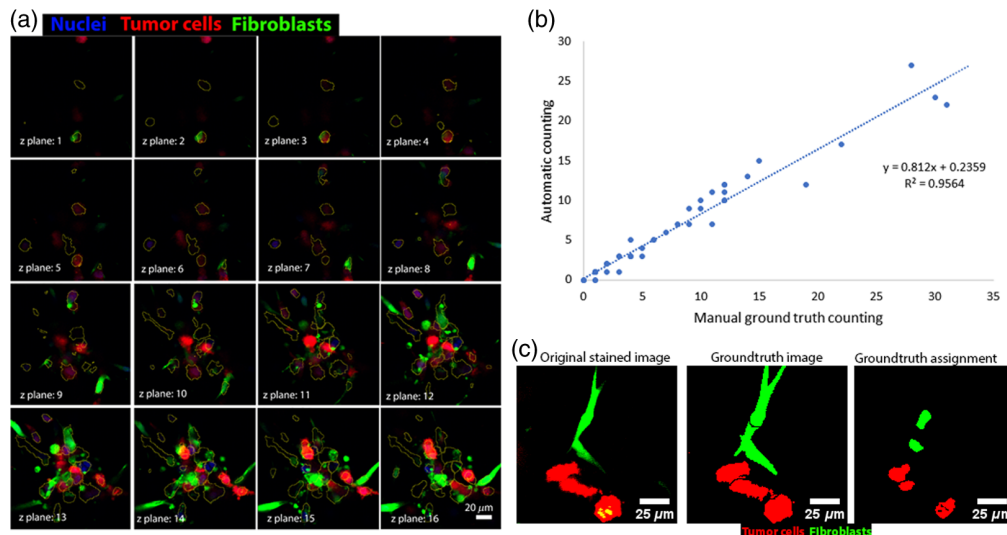 (a)
Nuclei Tumor cells Fibroblasts
z plane: 1
z plane: 2
z plane: 3
z plane: 4
z plane: 5
z plane: 6
z plane: 7
z plane: 8
z plane: 9
z plane: 10
z plane: 11
z plane: 12
z plane: 13
z plane: 14
z plane: 15
z plane: 16
20 µm
(b)
30
25
20
15
10
5
0
Automatic counting
y = 0.812x + 0.2359
R² = 0.9564
0 5 10 15 20 25 30 35
Manual ground truth counting
(c)
Original stained image
Groundtruth image
Groundtruth assignment
25 µm
25 µm
25 µm
Tumor cells Fibroblasts